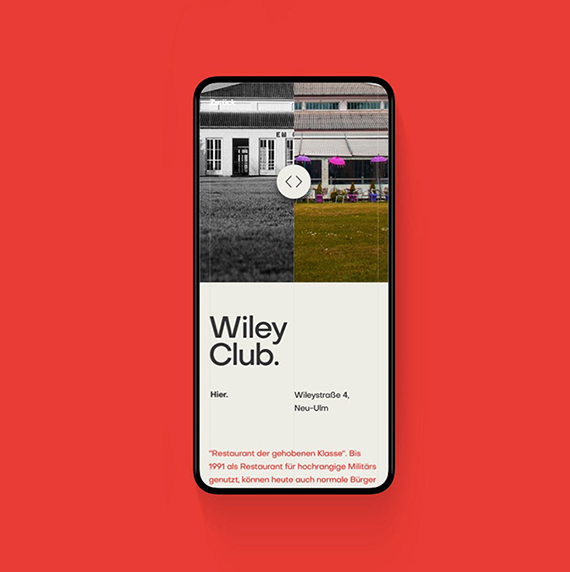 Zurück
Wiley
Club.
Hier.
Wileystraße 4,
Neu-Ulm
"Restaurant der gehobenen Klasse". Bis
1991 als Restaurant für hochrangige Militärs
genutzt, können heute auch normale Bürger